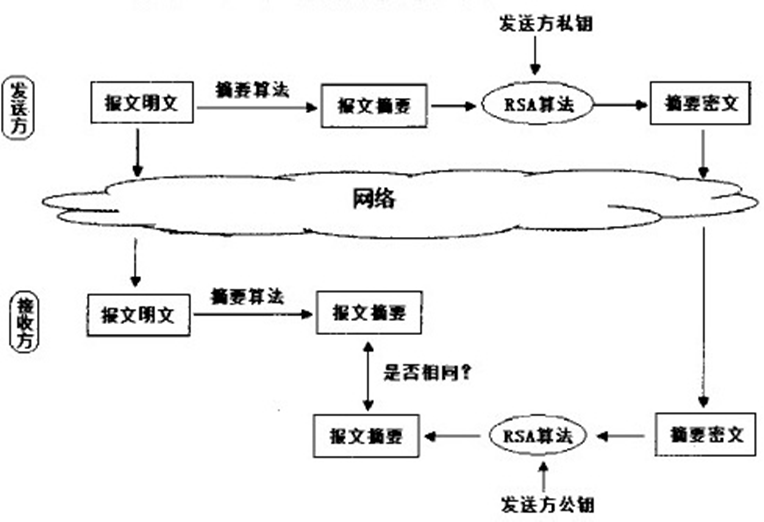 发送方私钥
发送方
报文明文
摘要算法
报文摘要
RSA算法
摘要密文
网络
接收方
报文明文
摘要算法
报文摘要
是否相同?
报文摘要
RSA算法
摘要密文
发送方公钥